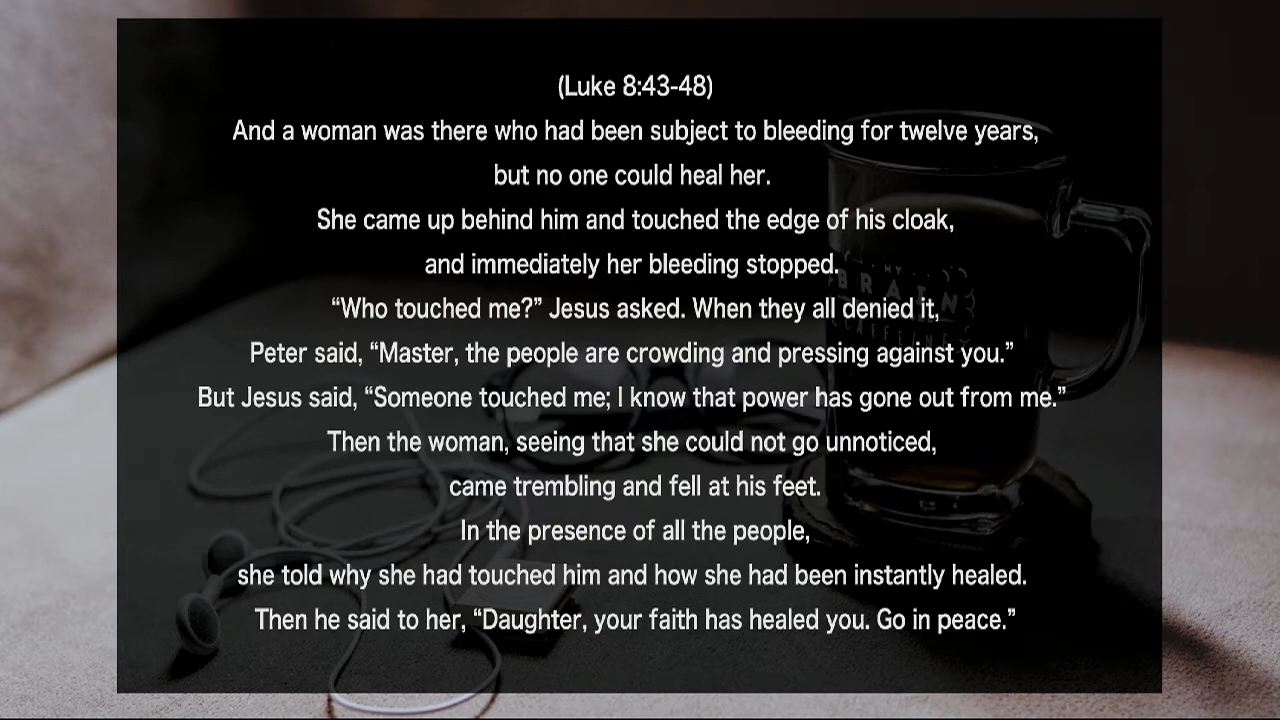 (Luke 8:43-48)
And a woman was there who had been subject to bleeding for twelve years,
but no one could heal her.
She came up behind him and touched the edge of his cloak,
and immediately her bleeding stopped.
“Who touched me?” Jesus asked. When they all denied it,
Peter said, “Master, the people are crowding and pressing against you.”
But Jesus said, “Someone touched me; I know that power has gone out from me.”
Then the woman, seeing that she could not go unnoticed,
came trembling and fell at his feet.
In the presence of all the people,
she told why she had touched him and how she had been instantly healed.
Then he said to her, “Daughter, your faith has healed you. Go in peace.”
MY
BRAIN
CAFFEINE